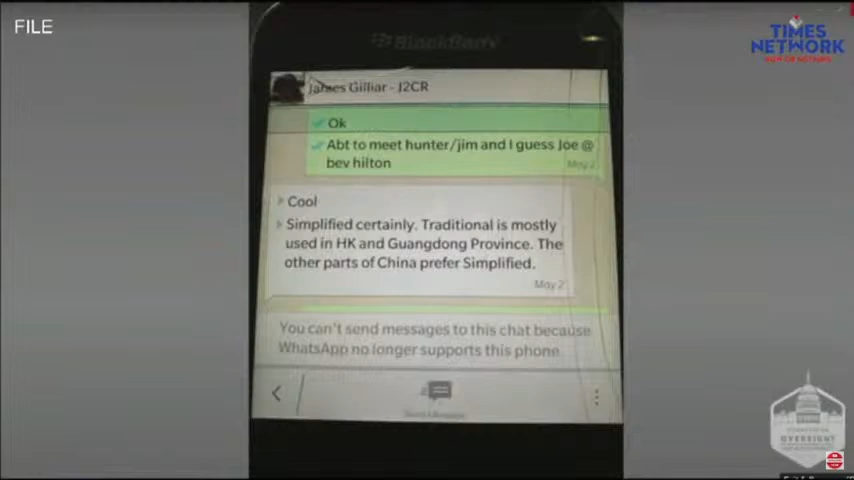 FILE
TIMES
NETWORK
BlackBerry
James Gilliar - J2CR
Ok
Abt to meet hunter/jim and I guess Joe @
bev hilton
May 2
Cool
Simplified certainly. Traditional is mostly
used in HK and Guangdong Province. The
other parts of China prefer Simplified.
May 2
You can't send messages to this chat because
WhatsApp no longer supports this phone
OVERSIGHT